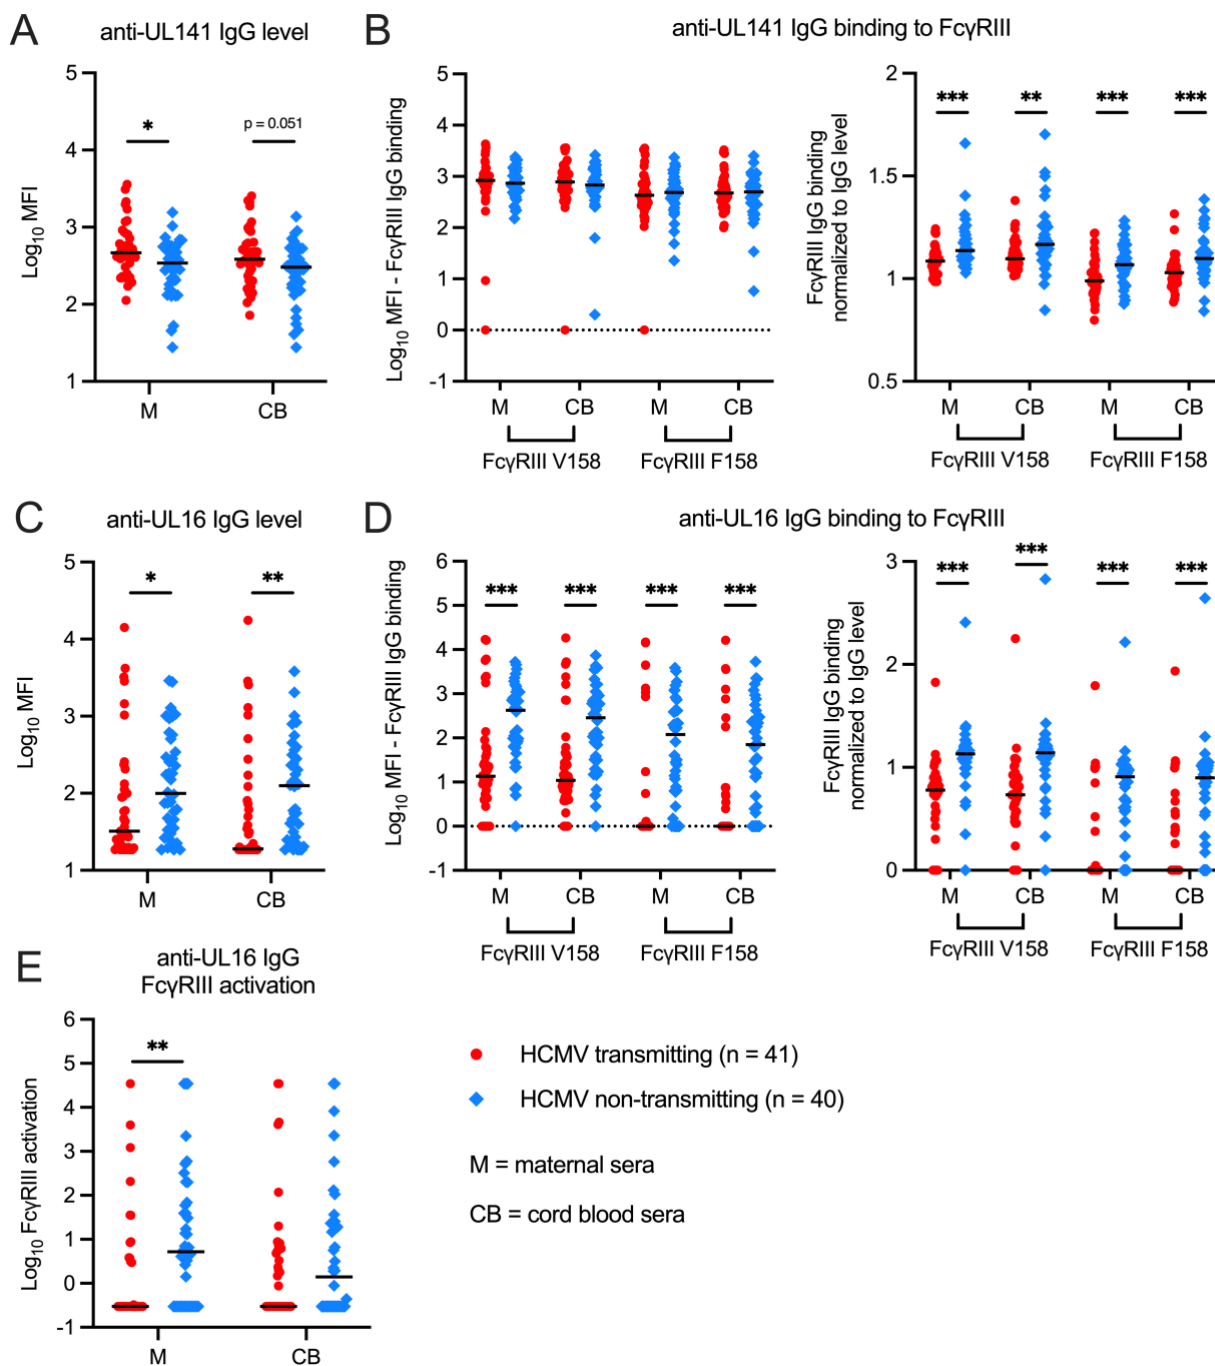 A
anti-UL141 IgG level
5
4
3
2
1
Log10 MFI
*
p = 0.051
M
CB
B
anti-UL141 IgG binding to FcγRIII
5
4
3
2
1
0
-1
Log10 MFI - FcγRIII IgG binding
M
CB
M
CB
FcγRIII V158
FcγRIII F158
2
1.5
1
0.5
FcγRIII IgG binding
normalized to IgG level
***
**
***
***
M
CB
M
CB
FcγRIII V158
FcγRIII F158
C
anti-UL16 IgG level
5
4
3
2
1
Log10 MFI
*
**
M
CB
D
anti-UL16 IgG binding to FcγRIII
6
5
4
3
2
1
0
-1
Log10 MFI - FcγRIII IgG binding
***
***
***
***
M
CB
M
CB
FcγRIII V158
FcγRIII F158
3
2
1
0
FcγRIII IgG binding
normalized to IgG level
***
***
***
***
M
CB
M
CB
FcγRIII V158
FcγRIII F158
E
anti-UL16 IgG
FcγRIII activation
6
5
4
3
2
1
0
-1
Log10 FcγRIII activation
**
M
CB
HCMV transmitting (n = 41)
HCMV non-transmitting (n = 40)
M = maternal sera
CB = cord blood sera